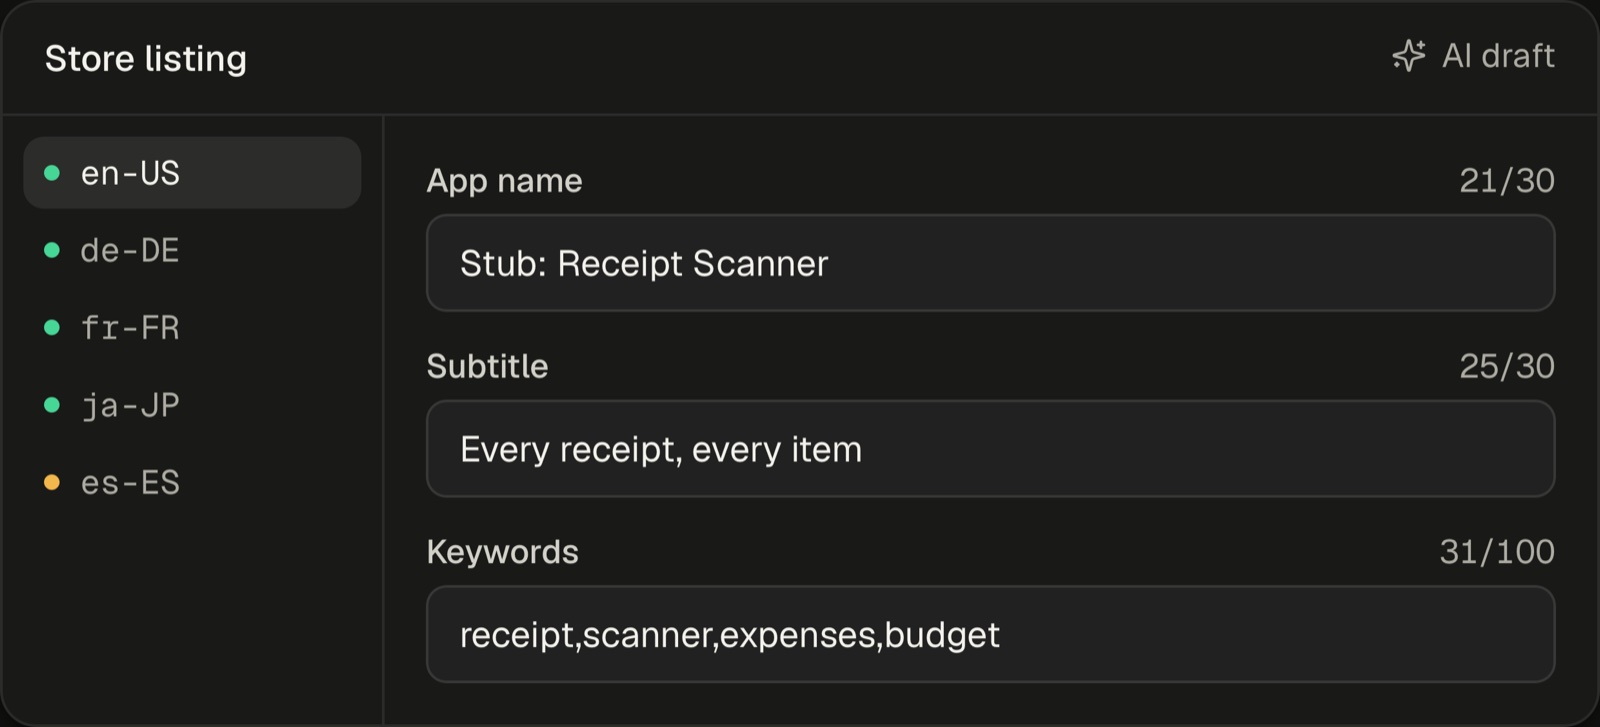 Store listing
AI draft
en-US
de-DE
fr-FR
ja-JP
es-ES
App name
21/30
Stub: Receipt Scanner
Subtitle
25/30
Every receipt, every item
Keywords
31/100
receipt,scanner,expenses,budget